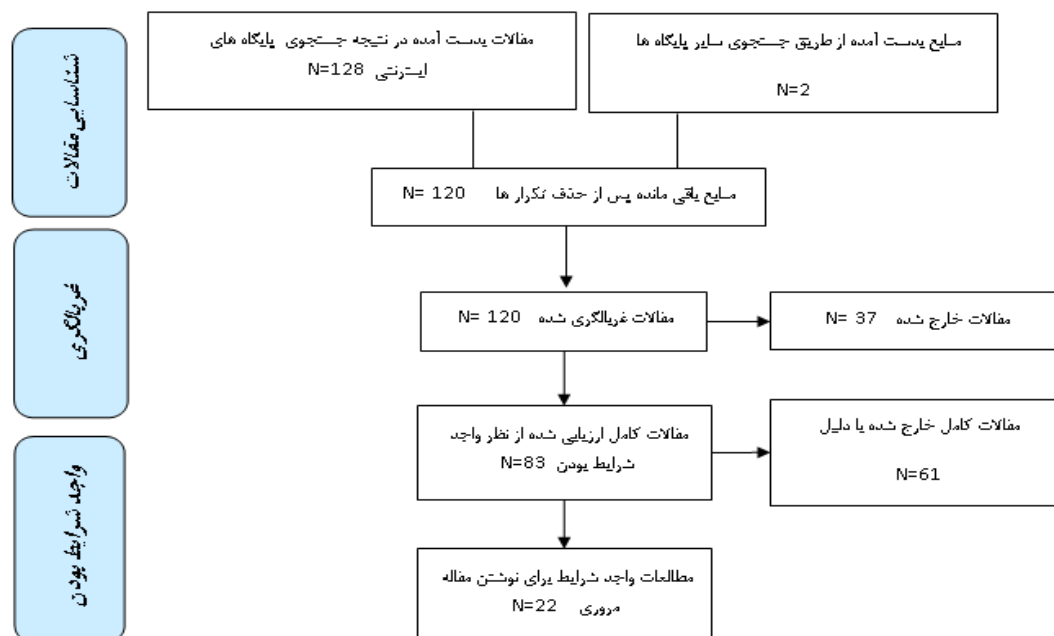 شناسایی مقالات
مقالات بدست آمده در نتیجه جستجوی پایگاه های
اینترنتی N=128
منابع بدست آمده از طریق جستجوی سایر پایگاه ها
N=2
منابع باقی مانده پس از حذف تکرار ها N= 120
غربالگری
مقالات غربالگری شده N= 120
مقالات خارج شده N= 37
واجد شرایط بودن
مقالات کامل ارزیابی شده از نظر واجد
شرایط بودن N=83
مقالات کامل خارج شده با دلیل
N=61
مطالعات واجد شرایط برای نوشتن مقاله
مروری N=22